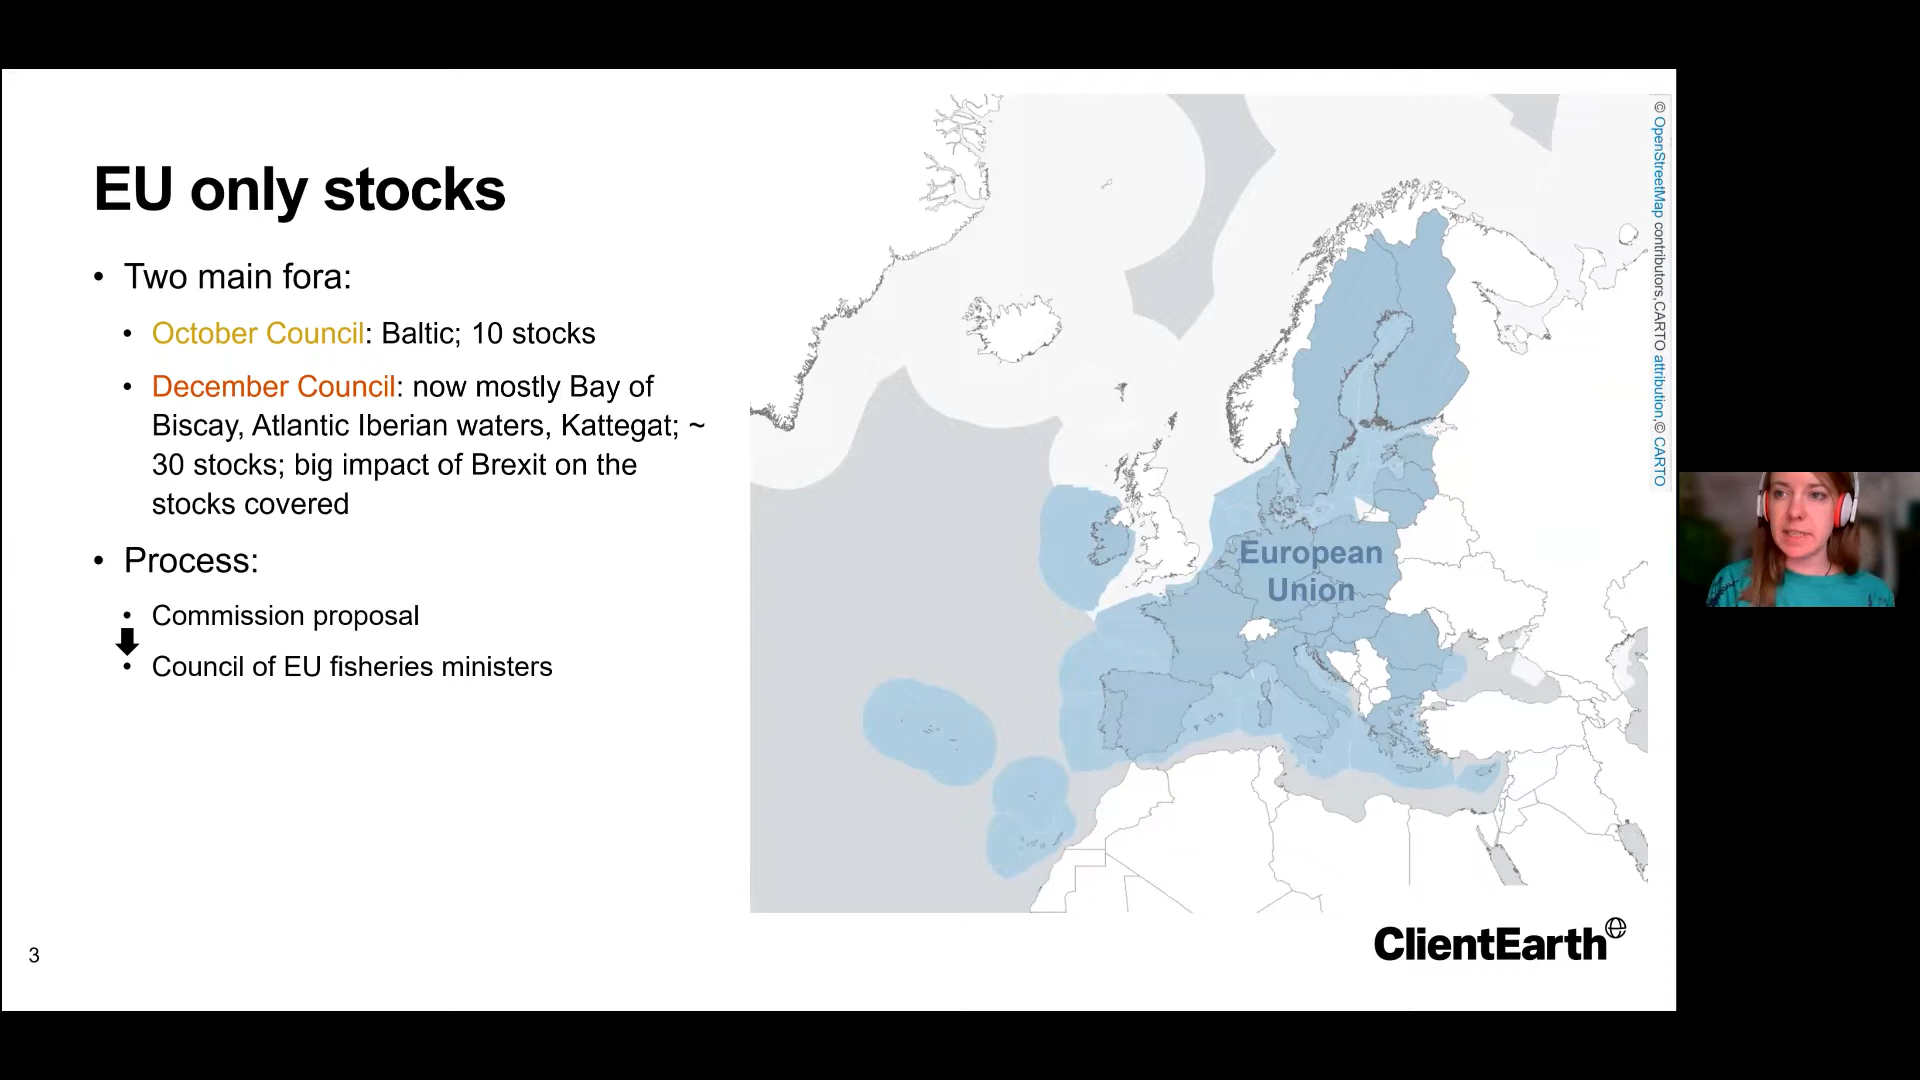 EU only stocks
• Two main fora:
• October Council: Baltic; 10 stocks
• December Council: now mostly Bay of
Biscay, Atlantic Iberian waters, Kattegat; ~
30 stocks; big impact of Brexit on the
stocks covered
• Process:
• Commission proposal
• Council of EU fisheries ministers
European
Union
© OpenStreetMap contributors,CARTO attribution,© CARTO
ClientEarth
3